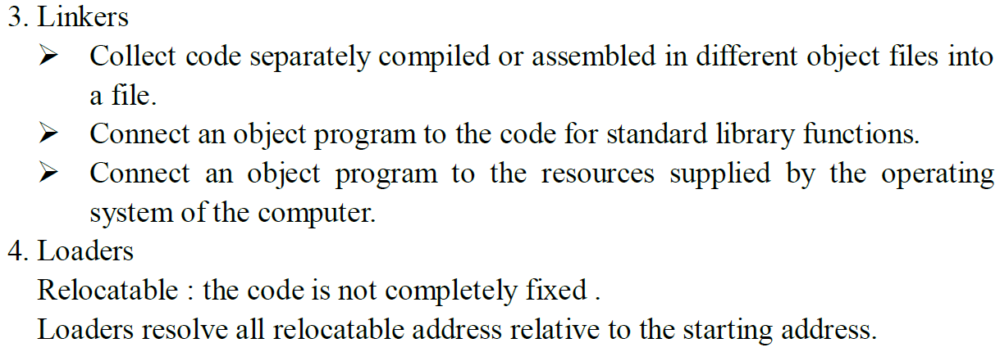 3. Linkers
➢ Collect code separately compiled or assembled in different object files into
a file.
➢ Connect an object program to the code for standard library functions.
➢ Connect an object program to the resources supplied by the operating
system of the computer.
4. Loaders
Relocatable : the code is not completely fixed .
Loaders resolve all relocatable address relative to the starting address.